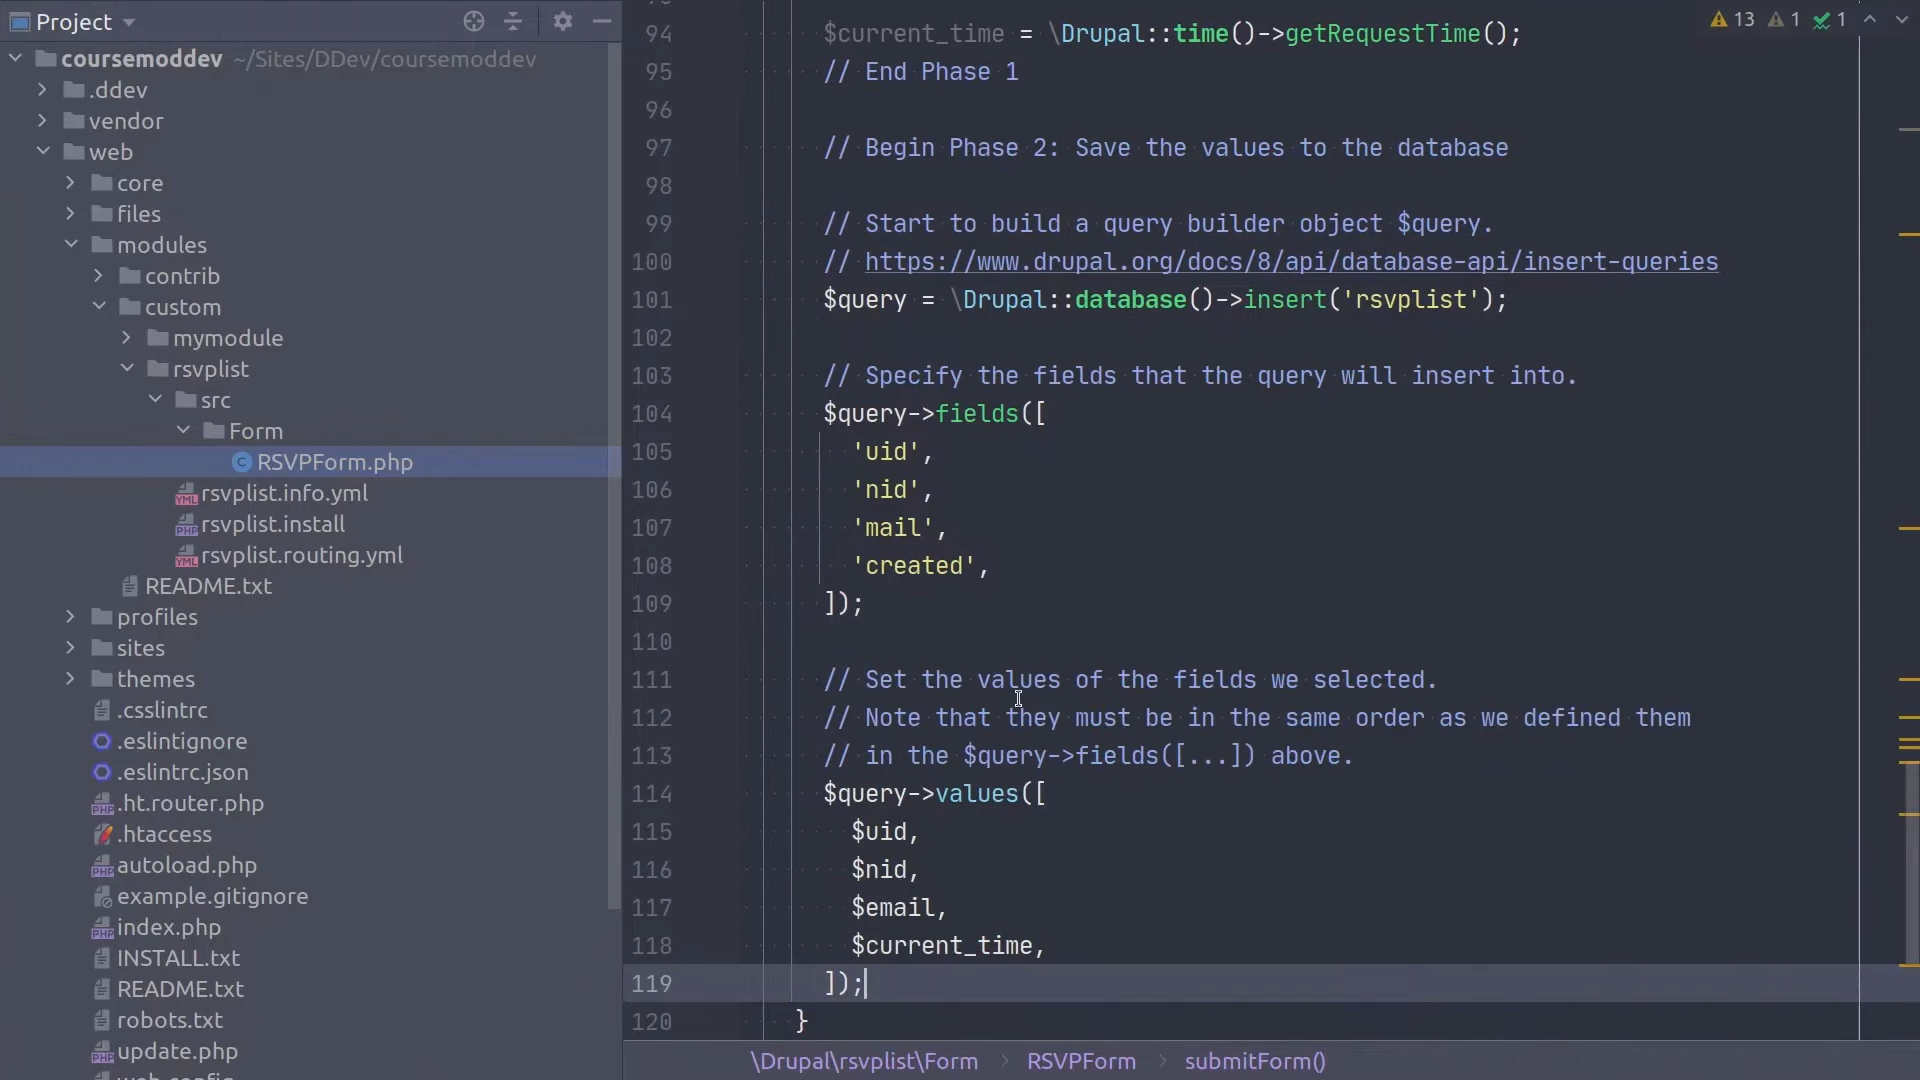 Project
coursemoddev ~/Sites/DDev/coursemoddev
.ddev
vendor
web
core
files
modules
contrib
custom
mymodule
rsvplist
src
Form
RSVPForm.php
rsvplist.info.yml
rsvplist.install
rsvplist.routing.yml
README.txt
profiles
sites
themes
.csslintrc
.eslintignore
.eslintrc.json
.ht.router.php
.htaccess
autoload.php
example.gitignore
index.php
INSTALL.txt
README.txt
robots.txt
update.php
13 1 1
94 $current_time = \Drupal::time()->getRequestTime();
95 // End Phase 1
96
97 // Begin Phase 2: Save the values to the database
98
99 // Start to build a query builder object $query.
100 // https://www.drupal.org/docs/8/api/database-api/insert-queries
101 $query = \Drupal::database()->insert('rsvplist');
102
103 // Specify the fields that the query will insert into.
104 $query->fields([
105 'uid',
106 'nid',
107 'mail',
108 'created',
109 ]);
110
111 // Set the values of the fields we selected.
112 // Note that they must be in the same order as we defined them
113 // in the $query->fields([...]) above.
114 $query->values([
115 $uid,
116 $nid,
117 $email,
118 $current_time,
119 ]);
120 }
\Drupal\rsvplist\Form > RSVPForm > submitForm()